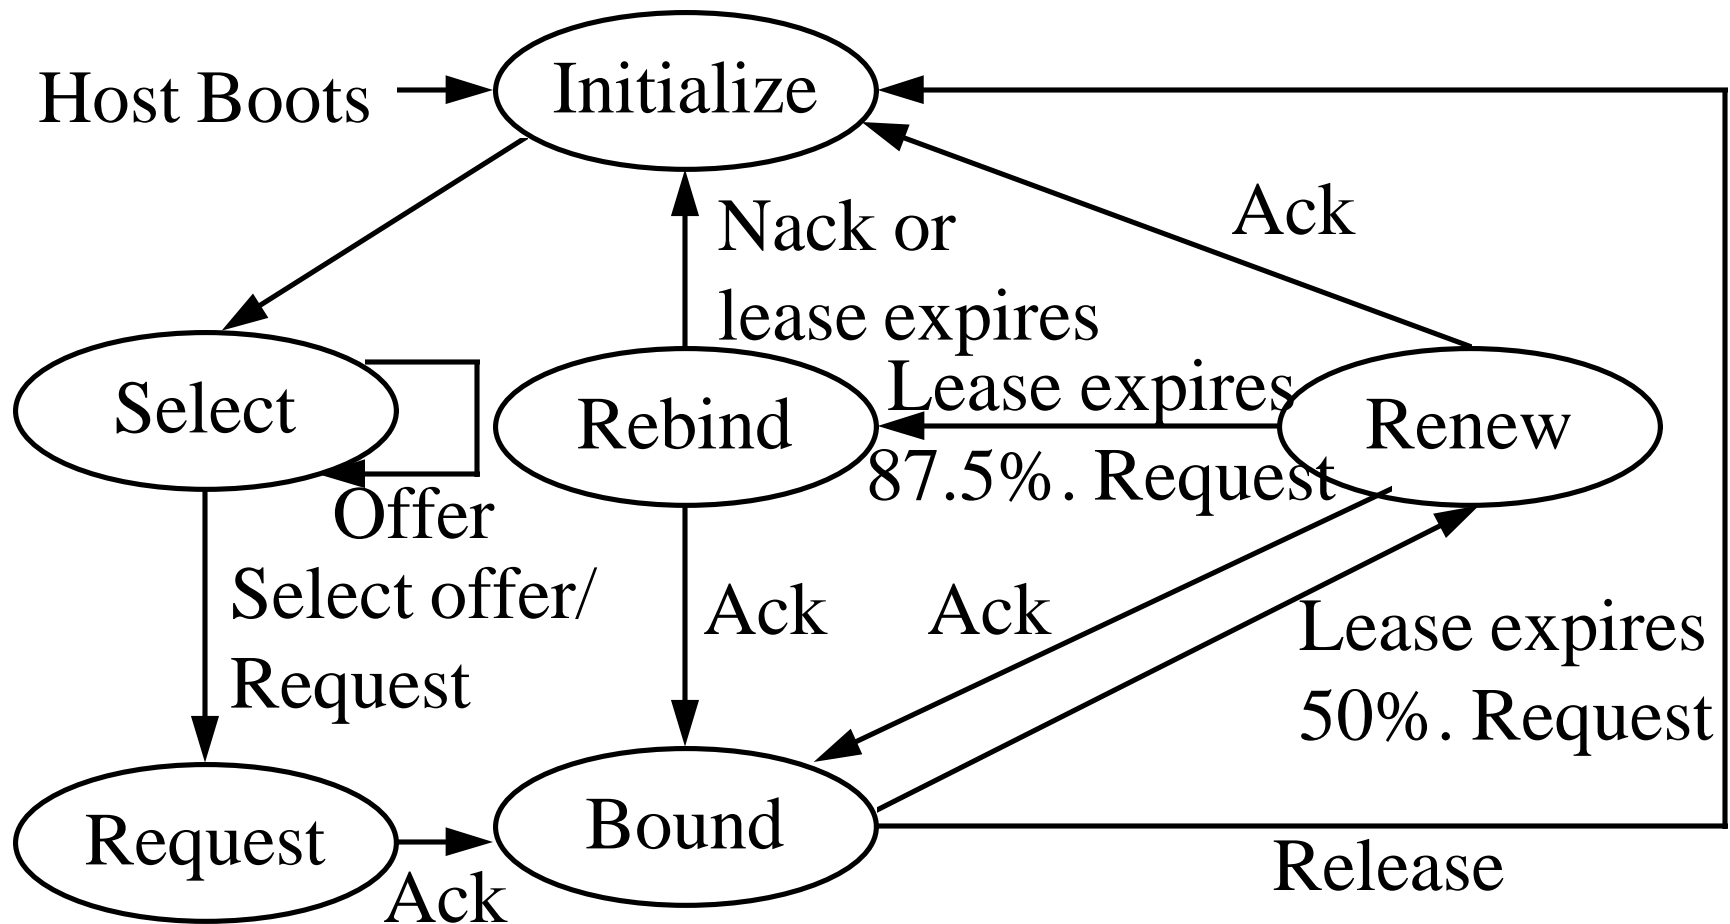 Initialize
Host Boots
Ack
Nack or
lease expires
Lease expires
Select
Rebind
Renew
87.5%. Request
Offer
Select offer/
Request
Ack
Ack
Lease expires
50%. Request
Request
Bound
Ack
Release